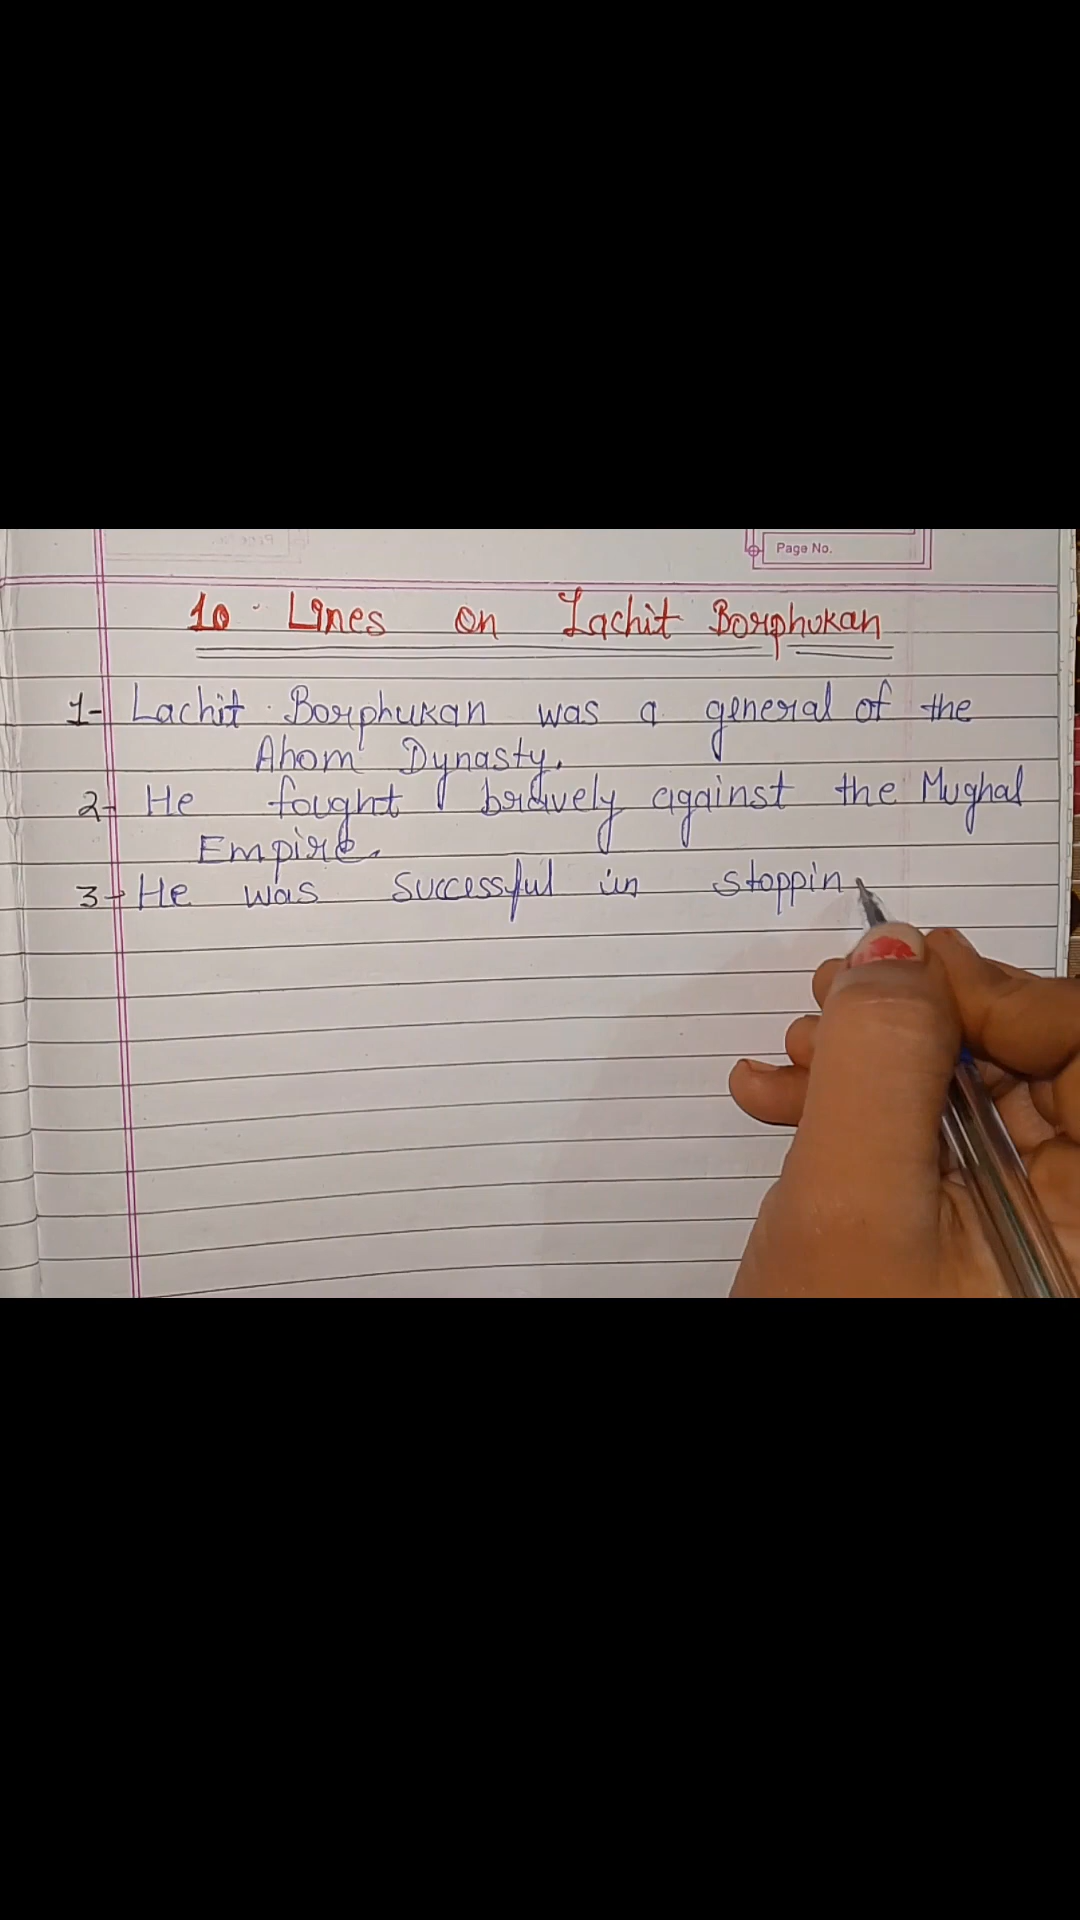 Page No.
10 Lines on Lachit Borphukan
1- Lachit Borphukan was a general of the
Ahom Dynasty.
2- He fought bravely against the Mughal
Empire.
3- He was successful in stoppin